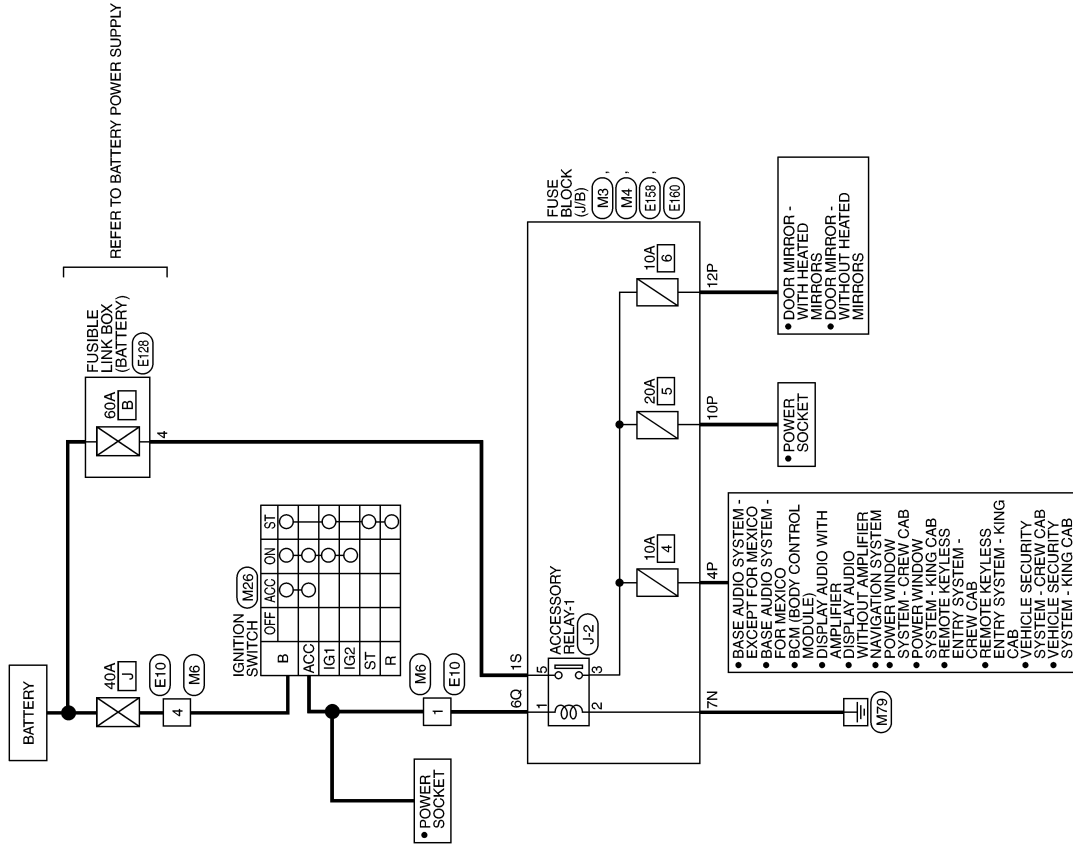 REFER TO BATTERY POWER SUPPLY
BATTERY
40A
J
E10
4
M6
FUSIBLE
LINK BOX
(BATTERY)
E128
60A
B
4
IGNITION
SWITCH
M26
OFF ACC ON ST
B
ACC
IG1
IG2
ST
R
M6
1
E10
• POWER
SOCKET
6Q
1S
1
5
2
3
ACCESSORY
RELAY-1
J-2
FUSE
BLOCK
(J/B)
M3 ,
M4 ,
E158 ,
E160
10A
4
20A
5
10A
6
7N
4P
10P
12P
M79
• BASE AUDIO SYSTEM -
EXCEPT FOR MEXICO
• BASE AUDIO SYSTEM -
FOR MEXICO
• BCM (BODY CONTROL
MODULE)
• DISPLAY AUDIO WITH
AMPLIFIER
• DISPLAY AUDIO
WITHOUT AMPLIFIER
• NAVIGATION SYSTEM
• POWER WINDOW
SYSTEM - CREW CAB
• POWER WINDOW
SYSTEM - KING CAB
• REMOTE KEYLESS
ENTRY SYSTEM -
CREW CAB
• REMOTE KEYLESS
ENTRY SYSTEM - KING
CAB
• VEHICLE SECURITY
SYSTEM - CREW CAB
• VEHICLE SECURITY
SYSTEM - KING CAB
• POWER
SOCKET
• DOOR MIRROR -
WITH HEATED
MIRRORS
• DOOR MIRROR -
WITHOUT HEATED
MIRRORS